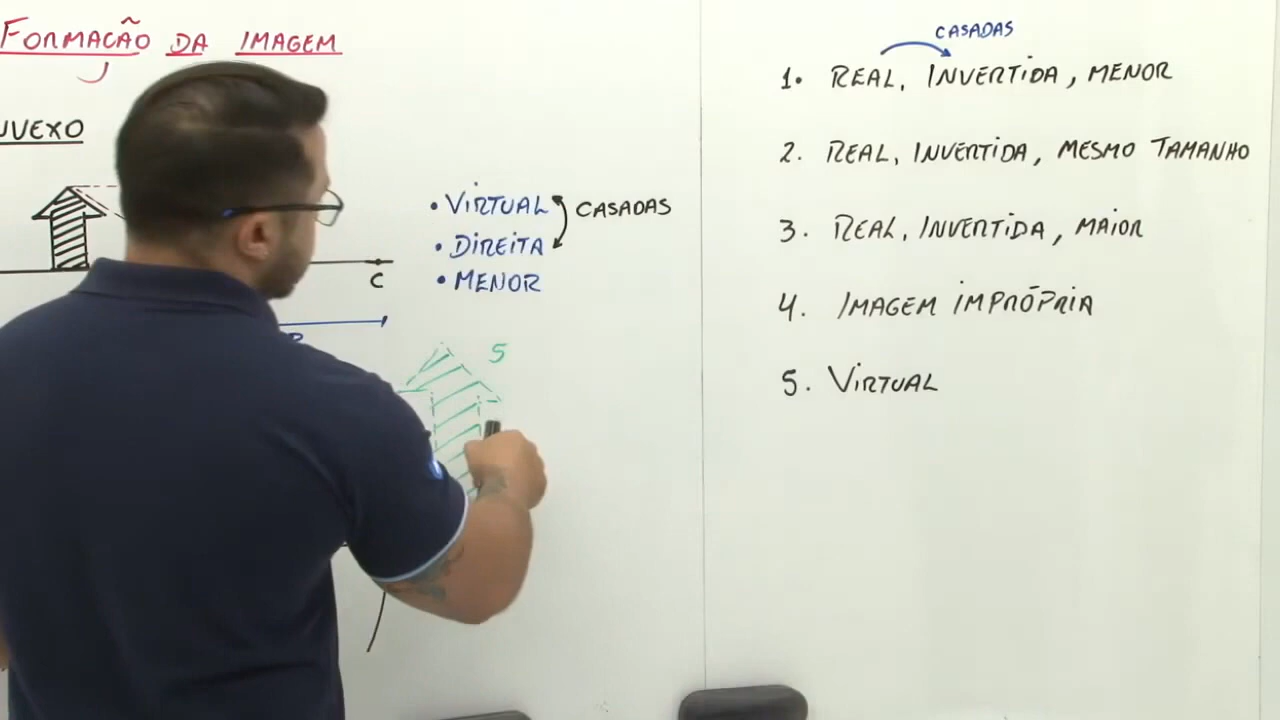 FORMAÇÃO DA IMAGEM
C
• VIRTUAL
• DIREITA
• MENOR
CASADAS
5
CASADAS
1. REAL, INVERTIDA, MENOR
2. REAL, INVERTIDA, MESMO TAMANHO
3. REAL, INVERTIDA, MAIOR
4. IMAGEM IMPRÓPRIA
5. VIRTUAL